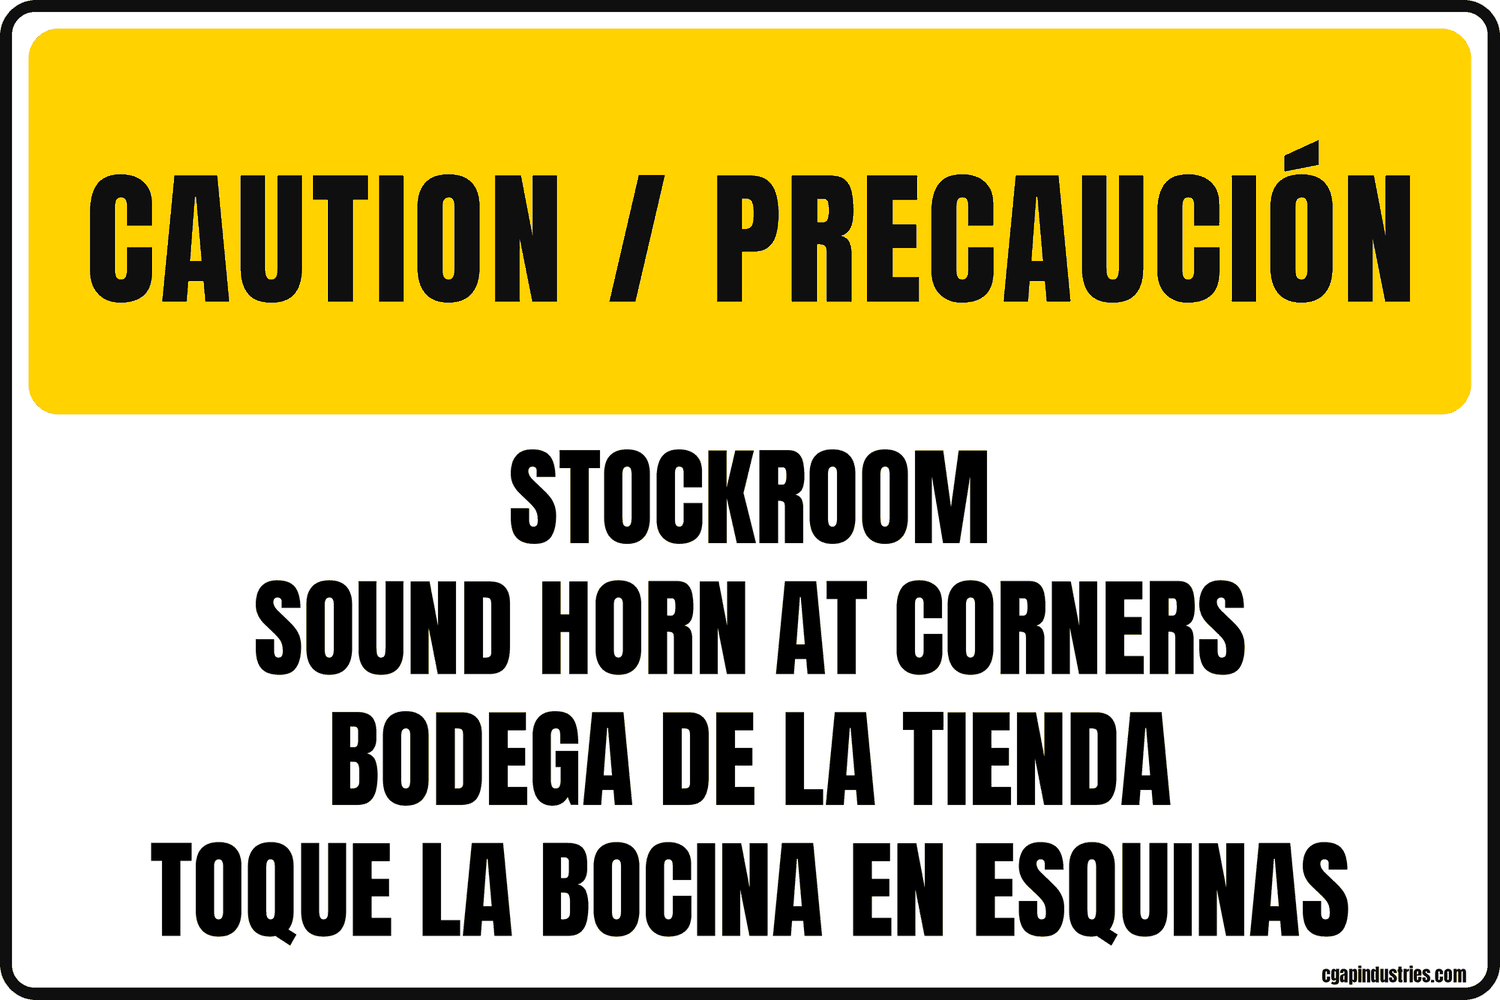 CAUTION / PRECAUCIÓN
STOCKROOM
SOUND HORN AT CORNERS
BODEGA DE LA TIENDA
TOQUE LA BOCINA EN ESQUINAS
cgapindustries.com